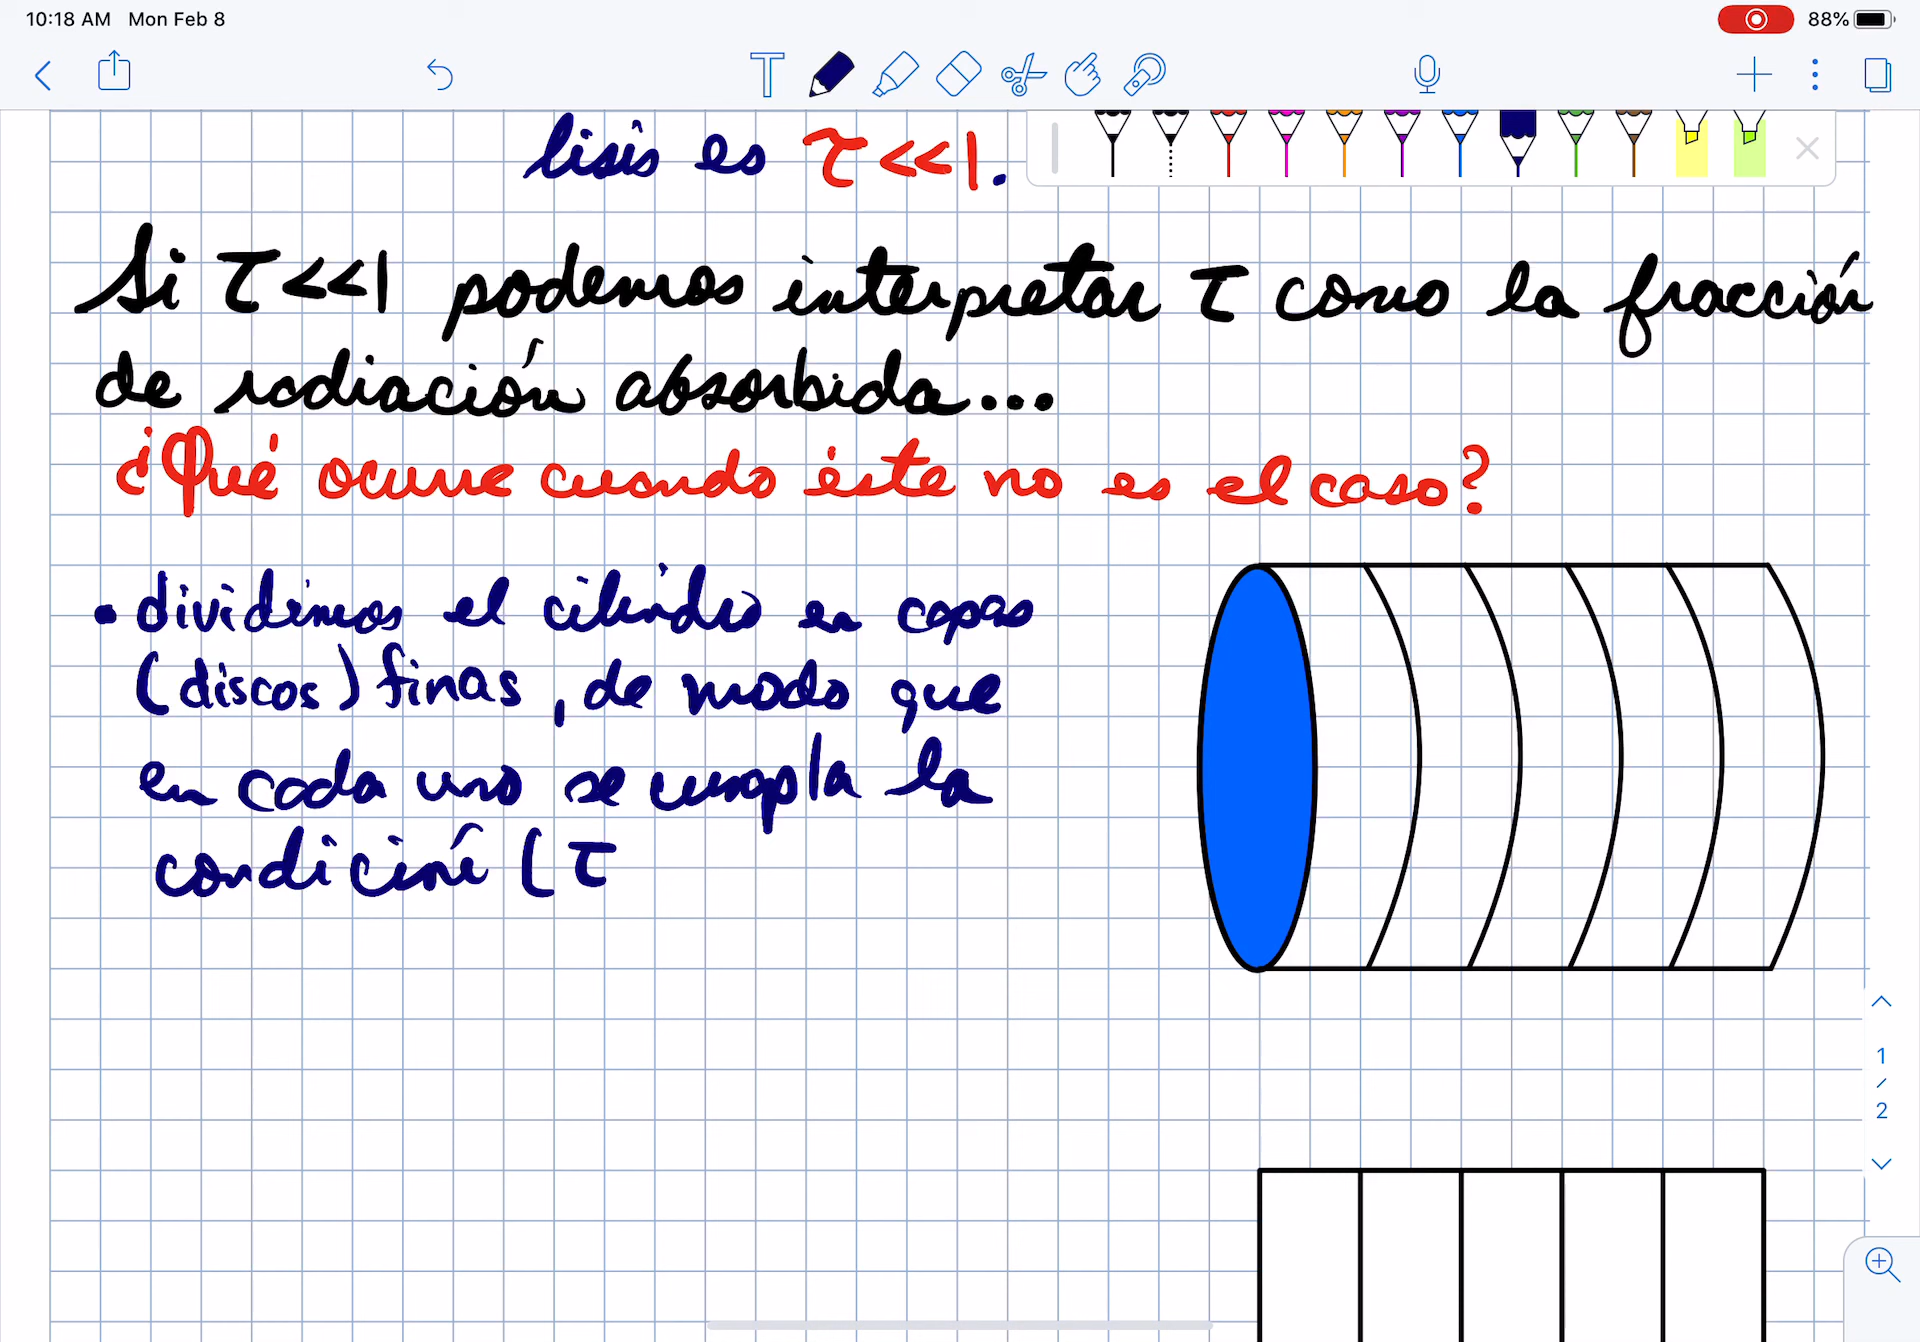 10:18 AM Mon Feb 8
88%
lisis es τ<<1.
Si τ<<1 podemos interpretar τ como la fracción
de radiación absorbida...
¿Qué ocurre cuando éste no es el caso?
• dividimos el cilindro en capas
(discos) finas, de modo que
en cada uno se cumpla la
condición (τ
1
/
2